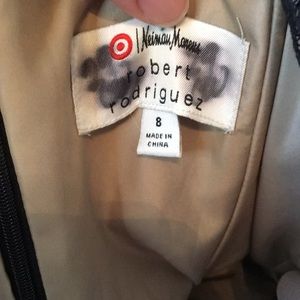 | Neiman Marcus
robert
rodriguez
8
MADE IN
CHINA